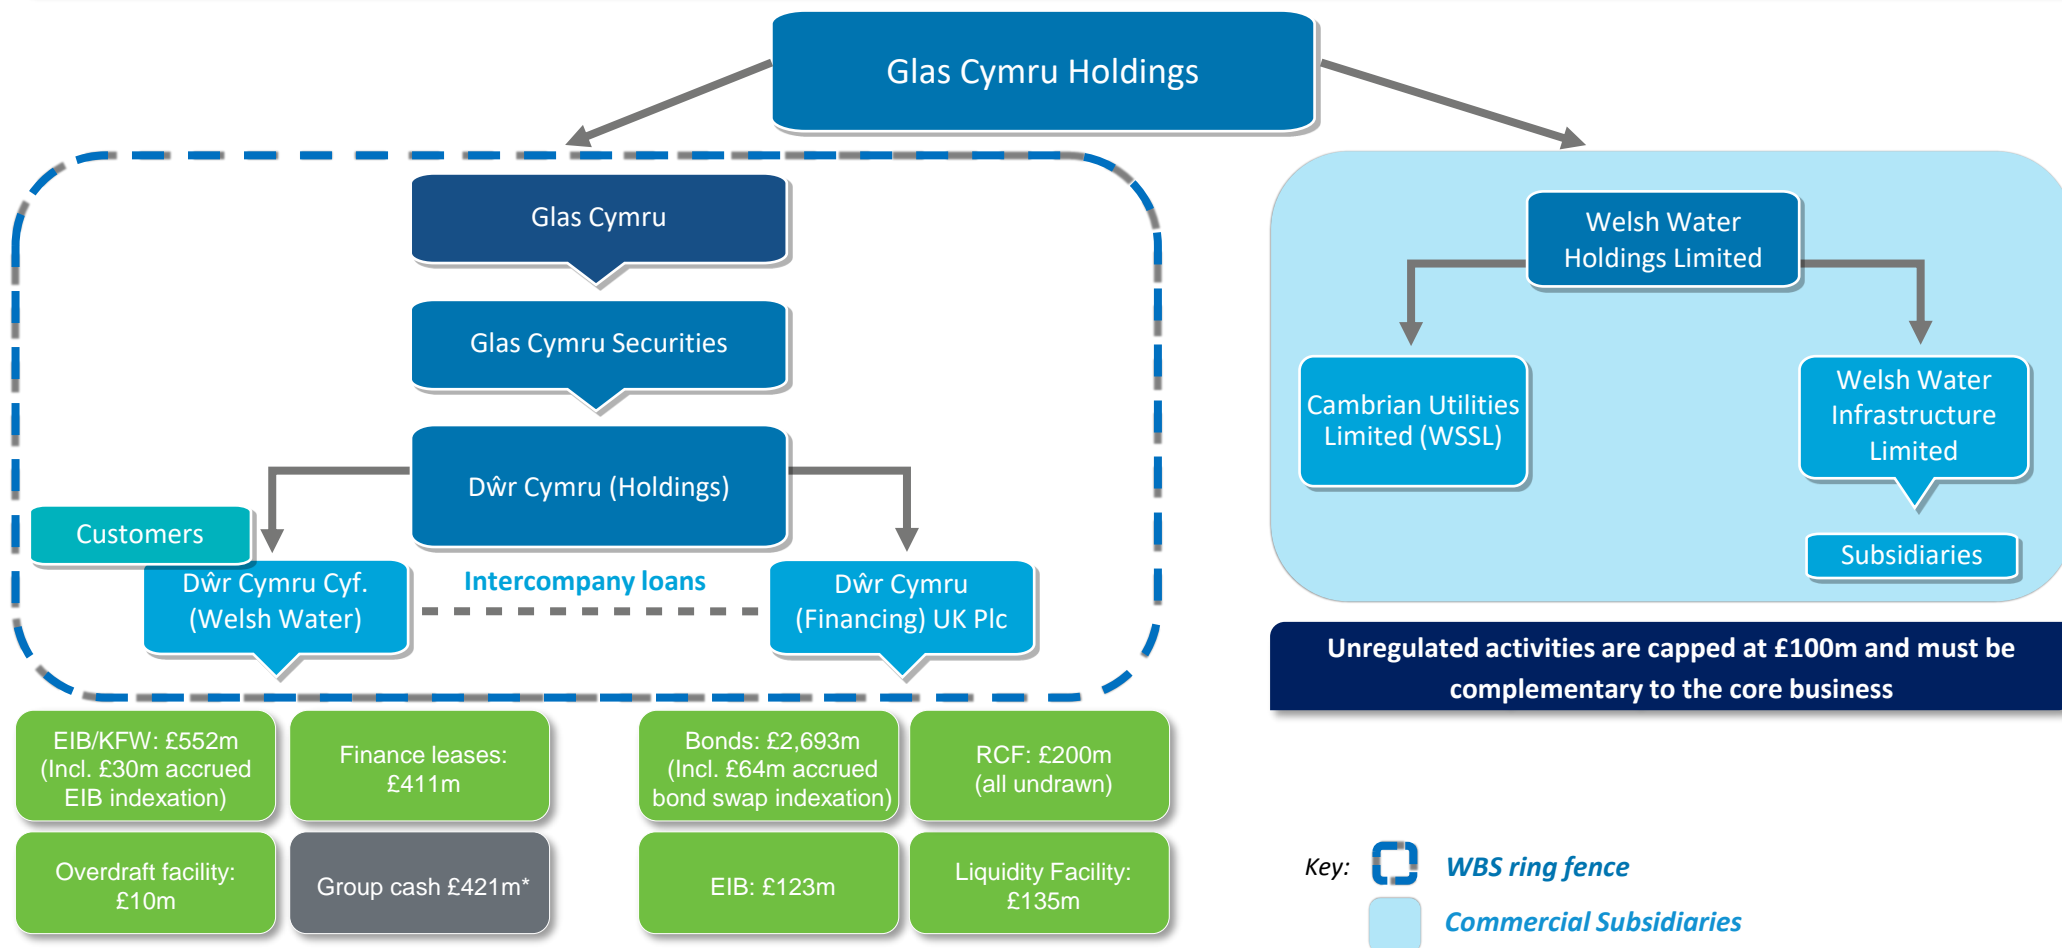 Glas Cymru Holdings
Glas Cymru
Glas Cymru Securities
Dŵr Cymru (Holdings)
Customers
Dŵr Cymru Cyf.
(Welsh Water)
Intercompany loans
Dŵr Cymru
(Financing) UK Plc
EIB/KFW: £552m
(Incl. £30m accrued
EIB indexation)
Finance leases:
£411m
Bonds: £2,693m
(Incl. £64m accrued
bond swap indexation)
RCF: £200m
(all undrawn)
Overdraft facility:
£10m
Group cash £421m*
EIB: £123m
Liquidity Facility:
£135m
Welsh Water
Holdings Limited
Cambrian Utilities
Limited (WSSL)
Welsh Water
Infrastructure
Limited
Subsidiaries
Unregulated activities are capped at £100m and must be
complementary to the core business
Key:
WBS ring fence
Commercial Subsidiaries